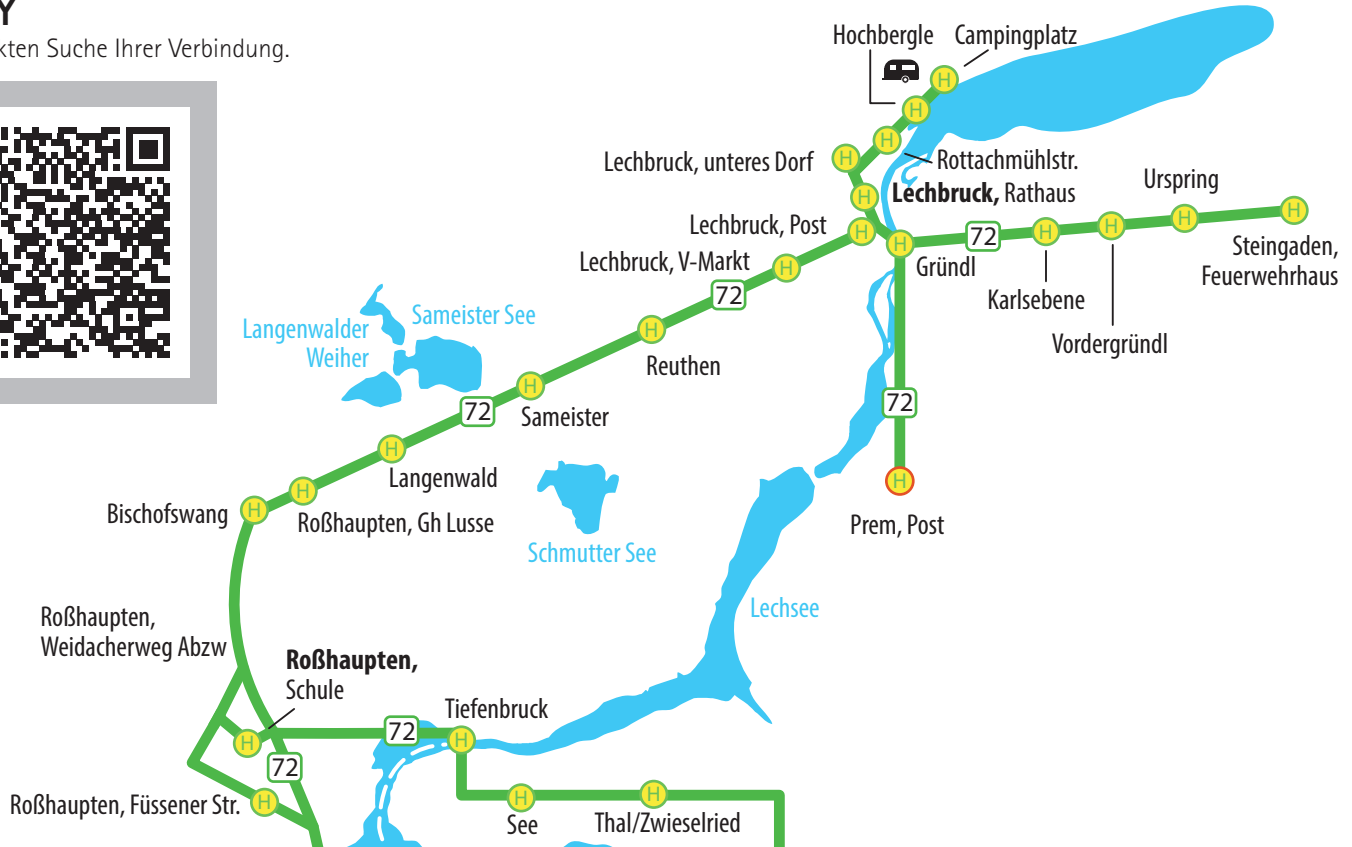 Y
kten Suche Ihrer Verbindung.
Hochbergle
Campingplatz
H
H
H
Lechbruck, unteres Dorf
H
Rottachmühlstr.
Urspring
H
Lechbruck, Rathaus
Lechbruck, Post
H
H
72
H
H
H
H
Lechbruck, V-Markt
H
Gründl
Steingaden,
Feuerwehrhaus
72
Karlsebene
Sameister See
Langenwalder
Weiher
H
Vordergründl
Reuthen
H
72
72
Sameister
H
Langenwald
H
H
Bischofswang
H
Roßhaupten, Gh Lusse
Prem, Post
Schmutter See
Lechsee
Roßhaupten,
Weidacherweg Abzw
Roßhaupten,
Schule
Tiefenbruck
72
H
H
72
Roßhaupten, Füssener Str.
H
H
H
See
Thal/Zwieselried